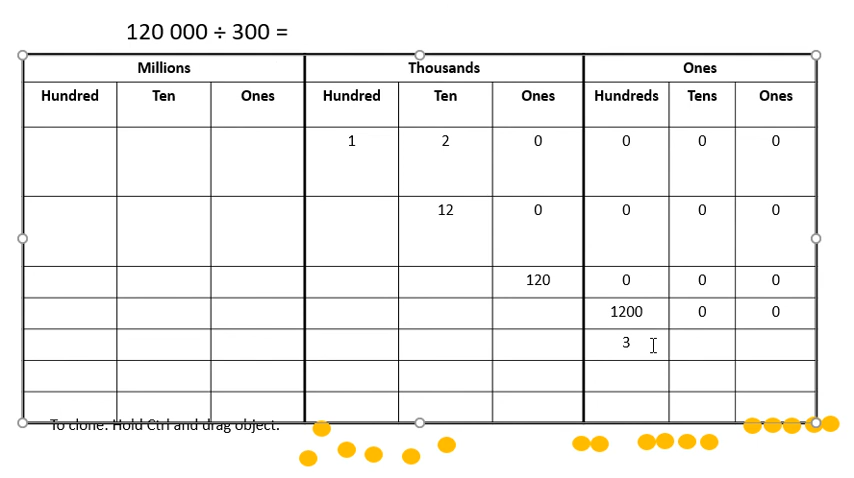 120 000 ÷ 300 =
Millions Thousands Ones
Hundred Ten Ones Hundred Ten Ones Hundreds Tens Ones
1 2 0 0 0 0
12 0 0 0 0
120 0 0 0
1200 0 0
3
To clone. Hold Ctrl and drag object.